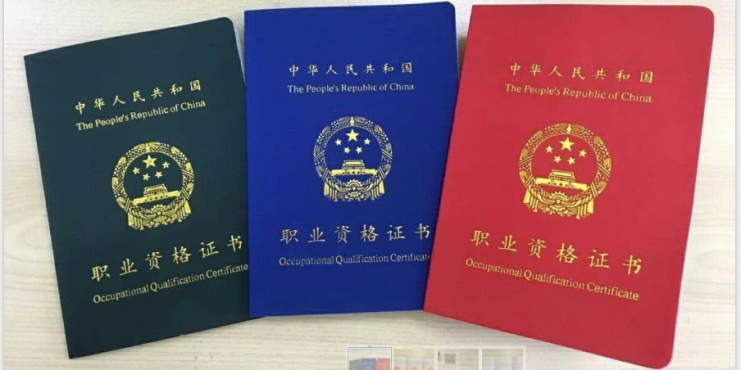 中华人民共和国
The People's Republic of China
职业资格证书
Occupational Qualification Certificate
中华人民共和国
The People's Republic of China
职业资格证书
Occupational Qualification Certificate
中华人民共和国
The People's Republic of China
职业资格证书
Occupational Qualification Certificate